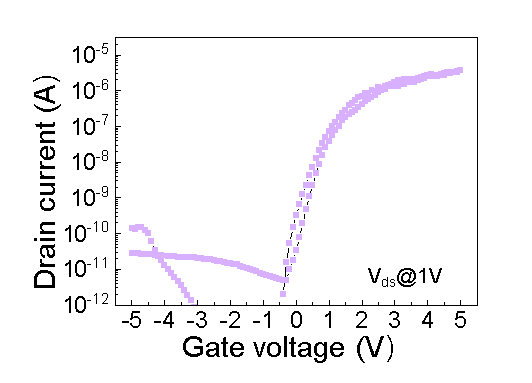 Drain current (A)
10⁻⁵
10⁻⁶
10⁻⁷
10⁻⁸
10⁻⁹
10⁻¹⁰
10⁻¹¹
10⁻¹²
V_ds@1V
-5 -4 -3 -2 -1 0 1 2 3 4 5
Gate voltage (V)